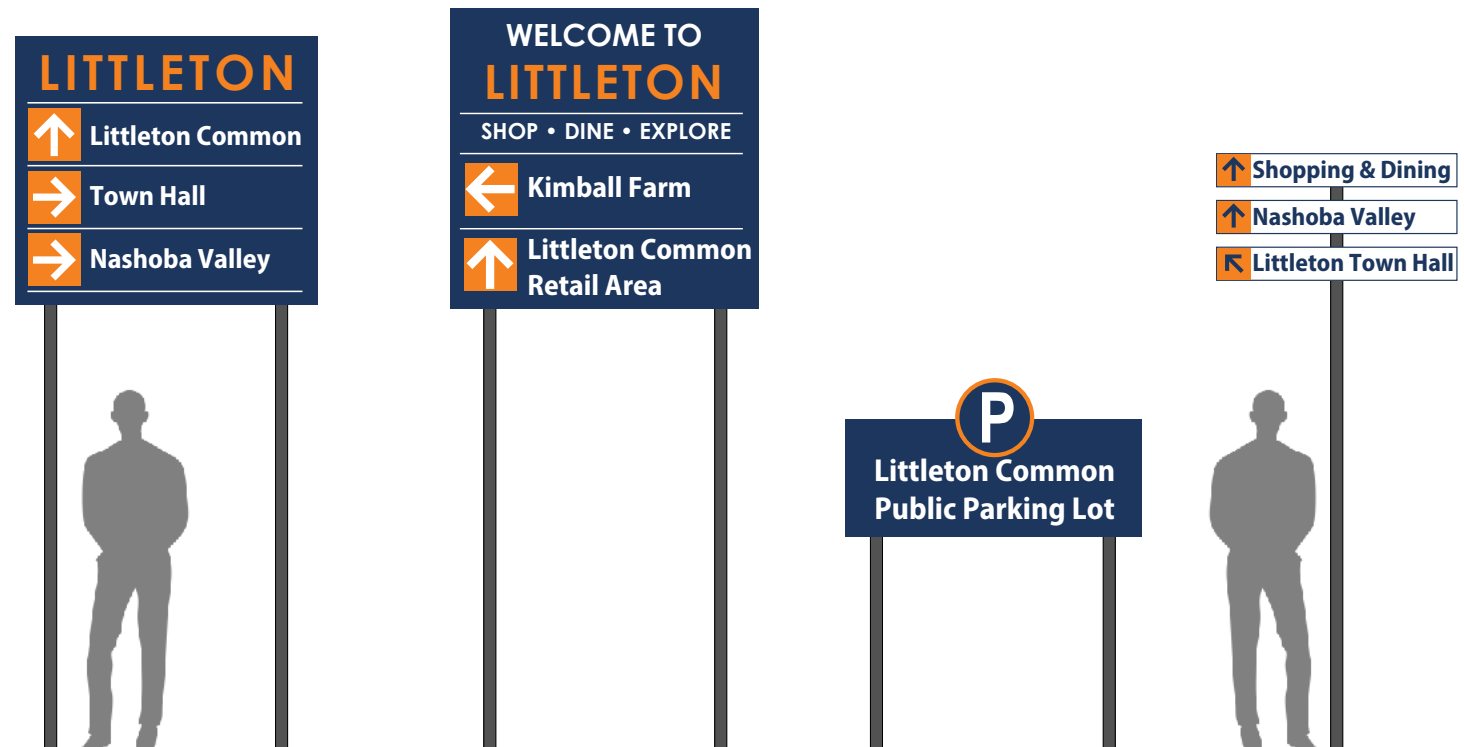 LITTLETON
Littleton Common
Town Hall
Nashoba Valley
WELCOME TO
LITTLETON
SHOP • DINE • EXPLORE
Kimball Farm
Littleton Common
Retail Area
P
Littleton Common
Public Parking Lot
Shopping & Dining
Nashoba Valley
Littleton Town Hall